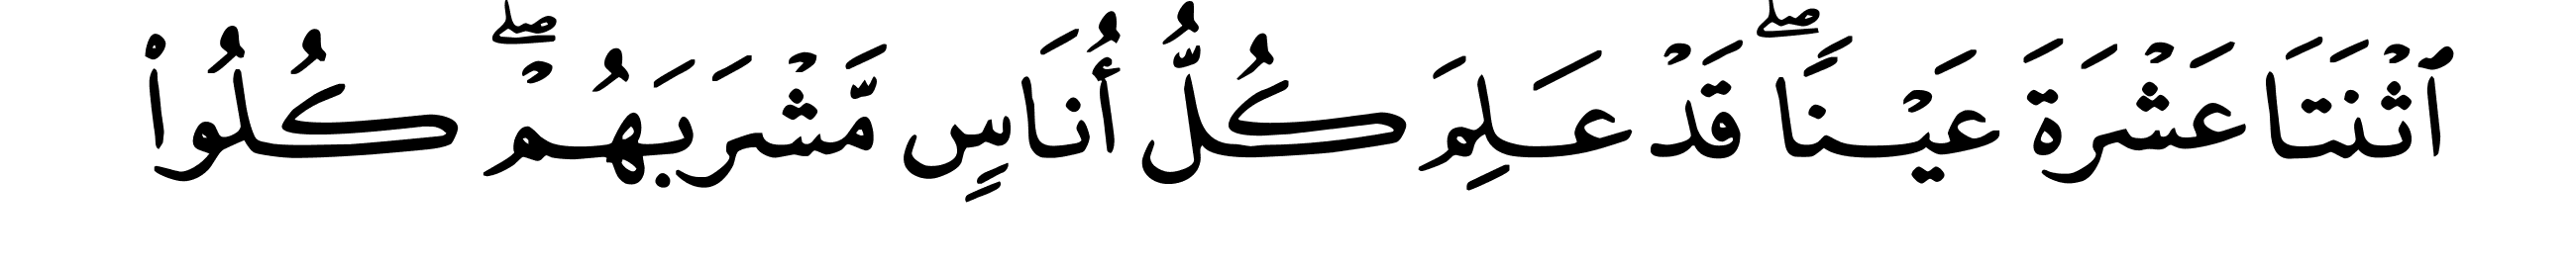 ٱثْنَتَا عَشْرَةَ عَيْنًاۖ قَدْ عَلِمَ كُلُّ أُنَاسٍ مَّشْرَبَهُمْۖ كُلُوا۟